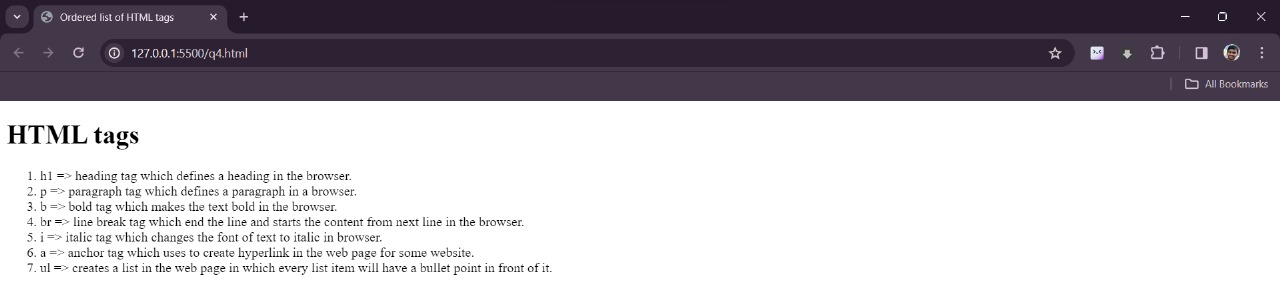 Ordered list of HTML tags
127.0.0.1:5500/q4.html
All Bookmarks
HTML tags
1. h1 => heading tag which defines a heading in the browser.
2. p => paragraph tag which defines a paragraph in a browser.
3. b => bold tag which makes the text bold in the browser.
4. br => line break tag which end the line and starts the content from next line in the browser.
5. i => italic tag which changes the font of text to italic in browser.
6. a => anchor tag which uses to create hyperlink in the web page for some website.
7. ul => creates a list in the web page in which every list item will have a bullet point in front of it.